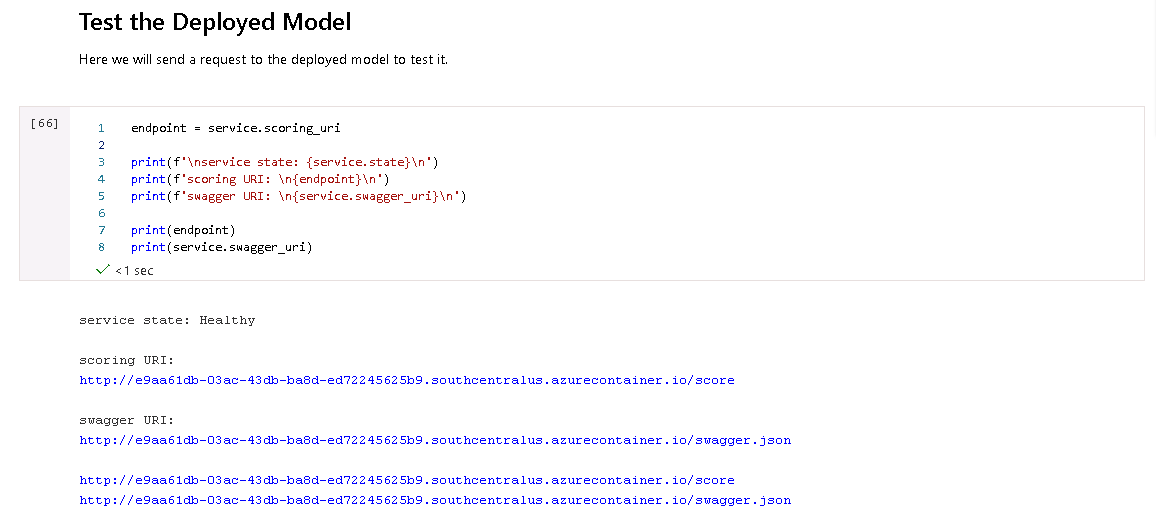 Test the Deployed Model
Here we will send a request to the deployed model to test it.
[66]
1 endpoint = service.scoring_uri
2
3 print(f'\nservice state: {service.state}\n')
4 print(f'scoring URI: \n{endpoint}\n')
5 print(f'swagger URI: \n{service.swagger_uri}\n')
6
7 print(endpoint)
8 print(service.swagger_uri)
<1 sec
service state: Healthy
scoring URI:
http://e9aa61db-03ac-43db-ba8d-ed72245625b9.southcentralus.azurecontainer.io/score
swagger URI:
http://e9aa61db-03ac-43db-ba8d-ed72245625b9.southcentralus.azurecontainer.io/swagger.json
http://e9aa61db-03ac-43db-ba8d-ed72245625b9.southcentralus.azurecontainer.io/score
http://e9aa61db-03ac-43db-ba8d-ed72245625b9.southcentralus.azurecontainer.io/swagger.json